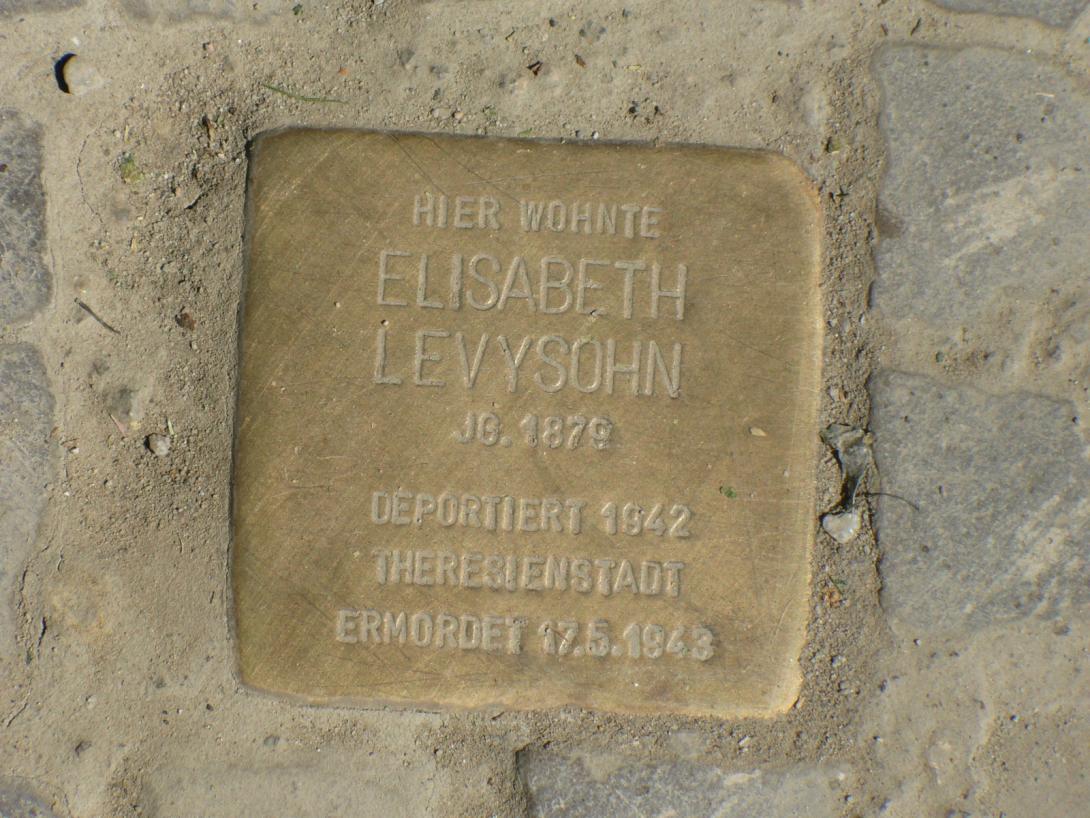 HIER WOHNTE
ELISABETH
LEVYSOHN
JG. 1879
DEPORTIERT 1942
THERESIENSTADT
ERMORDET 17.5.1943